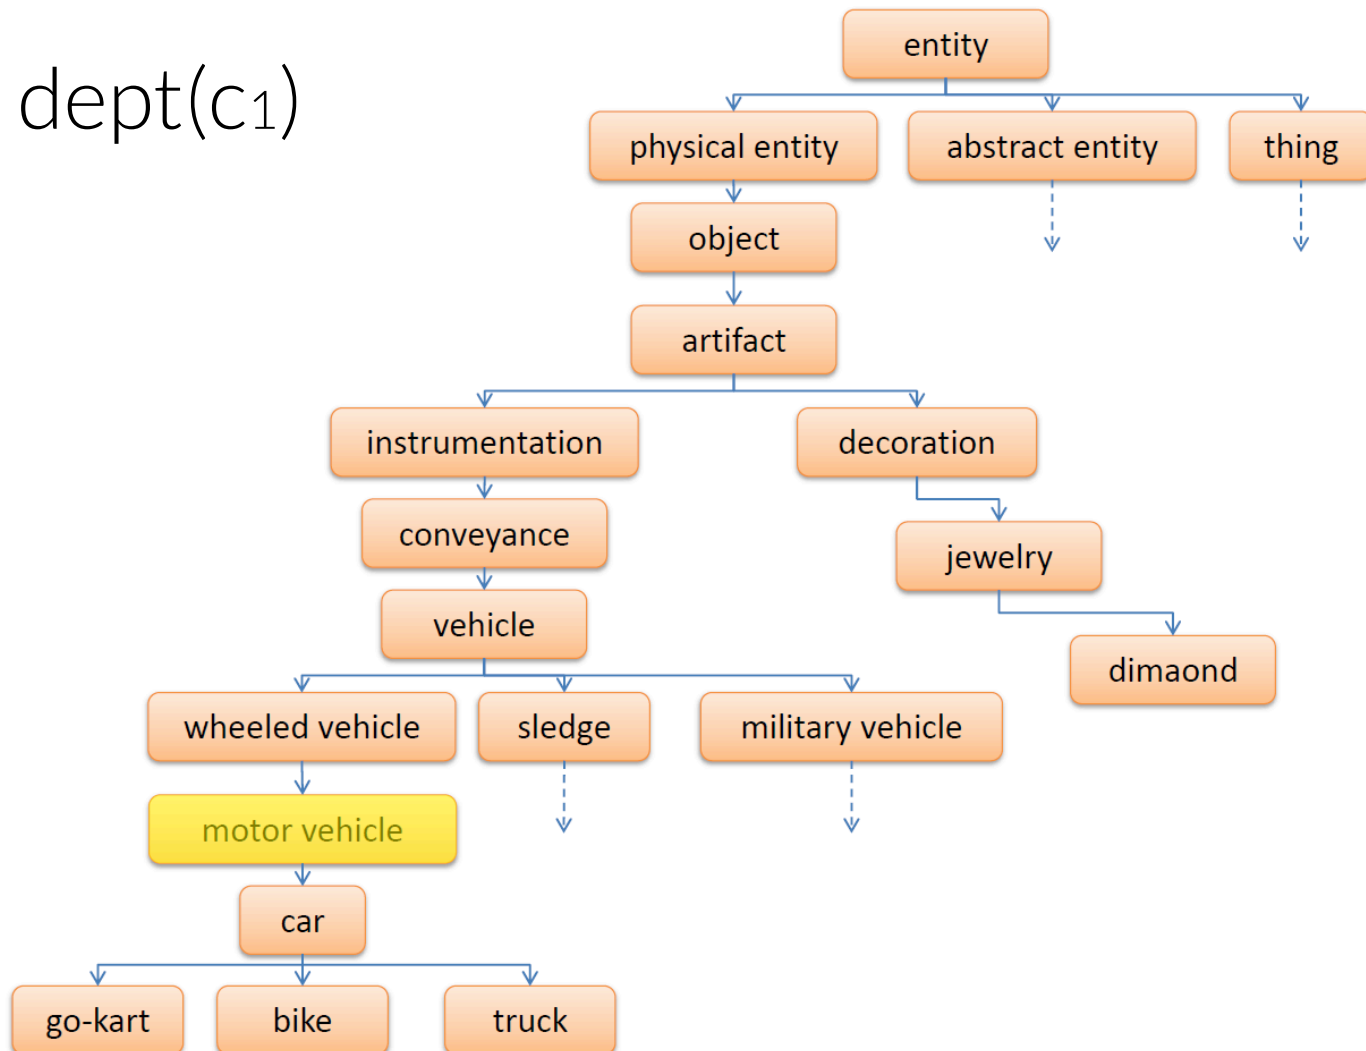 dept(c1)
entity
physical entity
abstract entity
thing
object
artifact
instrumentation
decoration
conveyance
jewelry
vehicle
dimaond
wheeled vehicle
sledge
military vehicle
motor vehicle
car
go-kart
bike
truck